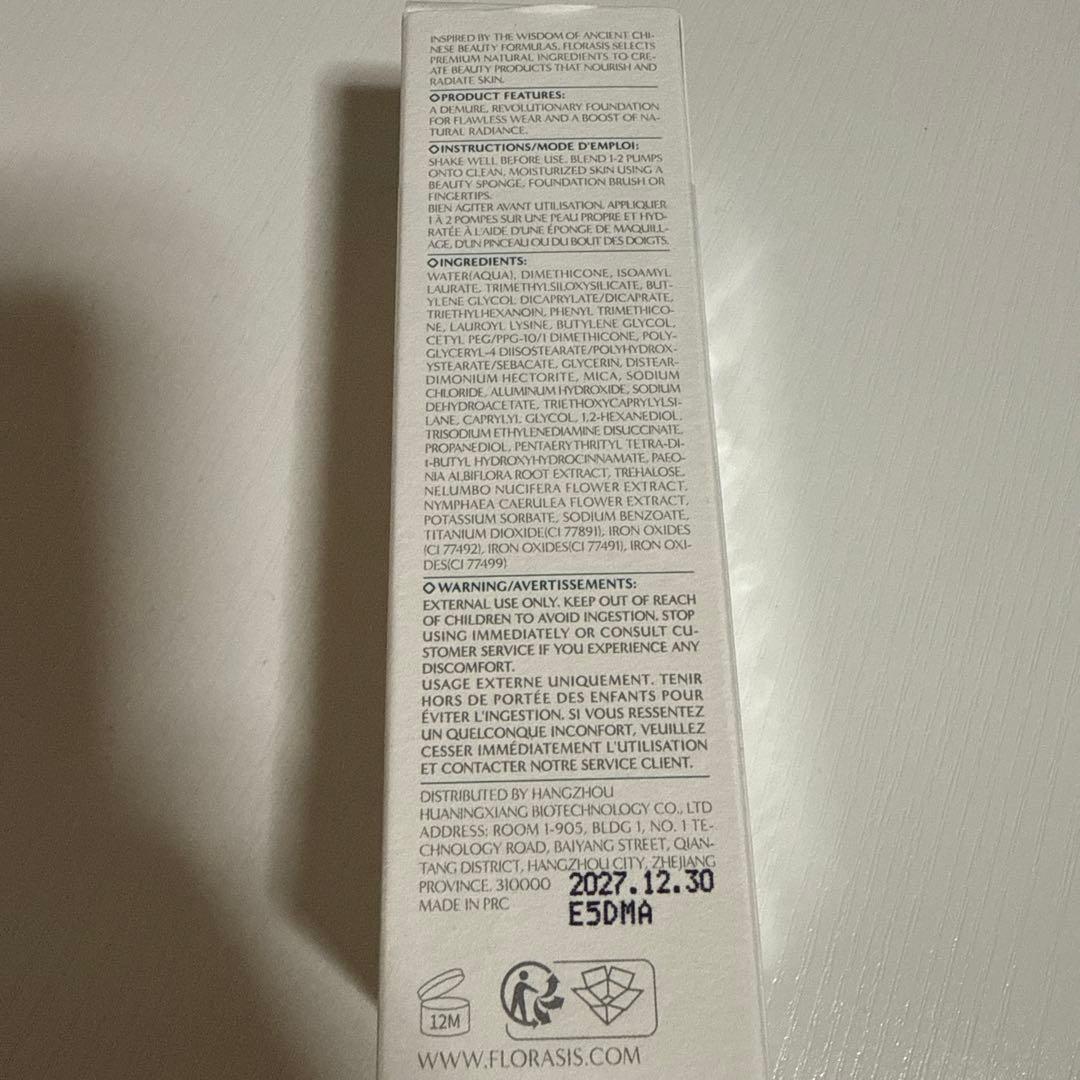 INSPIRED BY THE WISDOM OF ANCIENT CHI-
NESE BEAUTY FORMULAS, FLORASIS SELECTS
PREMIUM NATURAL INGREDIENTS TO CRE-
ATE BEAUTY PRODUCTS THAT NOURISH AND
RADIATE SKIN.
◇PRODUCT FEATURES:
A DEMURE, REVOLUTIONARY FOUNDATION
FOR FLAWLESS WEAR AND A BOOST OF NA-
TURAL RADIANCE.
◇INSTRUCTIONS/MODE D'EMPLOI:
SHAKE WELL BEFORE USE. BLEND 1-2 PUMPS
ONTO CLEAN, MOISTURIZED SKIN USING A
BEAUTY SPONGE, FOUNDATION BRUSH OR
FINGERTIPS.
BIEN AGITER AVANT UTILISATION. APPLIQUER
1 À 2 POMPES SUR UNE PEAU PROPRE ET HYD-
RATÉE À L'AIDE D'UNE ÉPONGE DE MAQUILL-
AGE, D'UN PINCEAU OU DU BOUT DES DOIGTS.
◇INGREDIENTS:
WATER(AQUA), DIMETHICONE, ISOAMYL
LAURATE, TRIMETHYLSILOXYSILICATE, BUT-
YLENE GLYCOL DICAPRYLATE/DICAPRATE,
TRIETHYLHEXANOIN, PHENYL TRIMETHICO-
NE, LAUROYL LYSINE, BUTYLENE GLYCOL,
CETYL PEG/PPG-10/1 DIMETHICONE, POLY-
GLYCERYL-4 DIISOSTEARATE/POLYHYDROX-
YSTEARATE/SEBACATE, GLYCERIN, DISTEAR-
DIMONIUM HECTORITE, MICA, SODIUM
CHLORIDE, ALUMINUM HYDROXIDE, SODIUM
DEHYDROACETATE, TRIETHOXYCAPRYLYLSI-
LANE, CAPRYLYL GLYCOL, 1,2-HEXANEDIOL,
TRISODIUM ETHYLENEDIAMINE DISUCCINATE,
PROPANEDIOL, PENTAERYTHRITYL TETRA-DI-
t-BUTYL HYDROXYHYDROCINNAMATE, PAEO-
NIA ALBIFLORA ROOT EXTRACT, TREHALOSE,
NELUMBO NUCIFERA FLOWER EXTRACT,
NYMPHAEA CAERULEA FLOWER EXTRACT,
POTASSIUM SORBATE, SODIUM BENZOATE,
TITANIUM DIOXIDE(CI 77891), IRON OXIDES
(CI 77492), IRON OXIDES(CI 77491), IRON OXI-
DES(CI 77499)
◇WARNING/AVERTISSEMENTS:
EXTERNAL USE ONLY. KEEP OUT OF REACH
OF CHILDREN TO AVOID INGESTION. STOP
USING IMMEDIATELY OR CONSULT CU-
STOMER SERVICE IF YOU EXPERIENCE ANY
DISCOMFORT.
USAGE EXTERNE UNIQUEMENT. TENIR
HORS DE PORTÉE DES ENFANTS POUR
ÉVITER L'INGESTION. SI VOUS RESSENTEZ
UN QUELCONQUE INCONFORT, VEUILLEZ
CESSER IMMÉDIATEMENT L'UTILISATION
ET CONTACTER NOTRE SERVICE CLIENT.
DISTRIBUTED BY HANGZHOU
HUANINGXIANG BIOTECHNOLOGY CO., LTD
ADDRESS: ROOM 1-905, BLDG 1, NO. 1 TE-
CHNOLOGY ROAD, BAIYANG STREET, QIAN-
TANG DISTRICT, HANGZHOU CITY, ZHEJIANG
PROVINCE, 310000 2027.12.30
MADE IN PRC E5DMA
12M
WWW.FLORASIS.COM